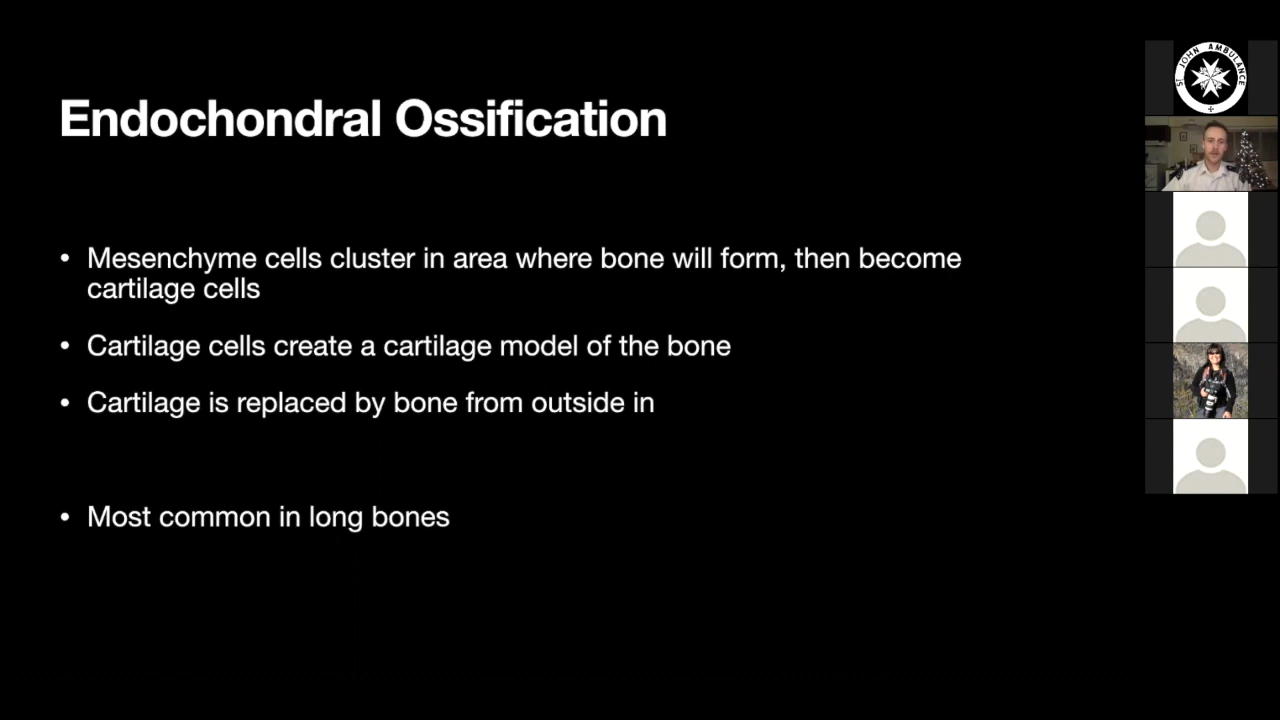 Endochondral Ossification
• Mesenchyme cells cluster in area where bone will form, then become
cartilage cells
• Cartilage cells create a cartilage model of the bone
• Cartilage is replaced by bone from outside in
• Most common in long bones
ST JOHN AMBULANCE